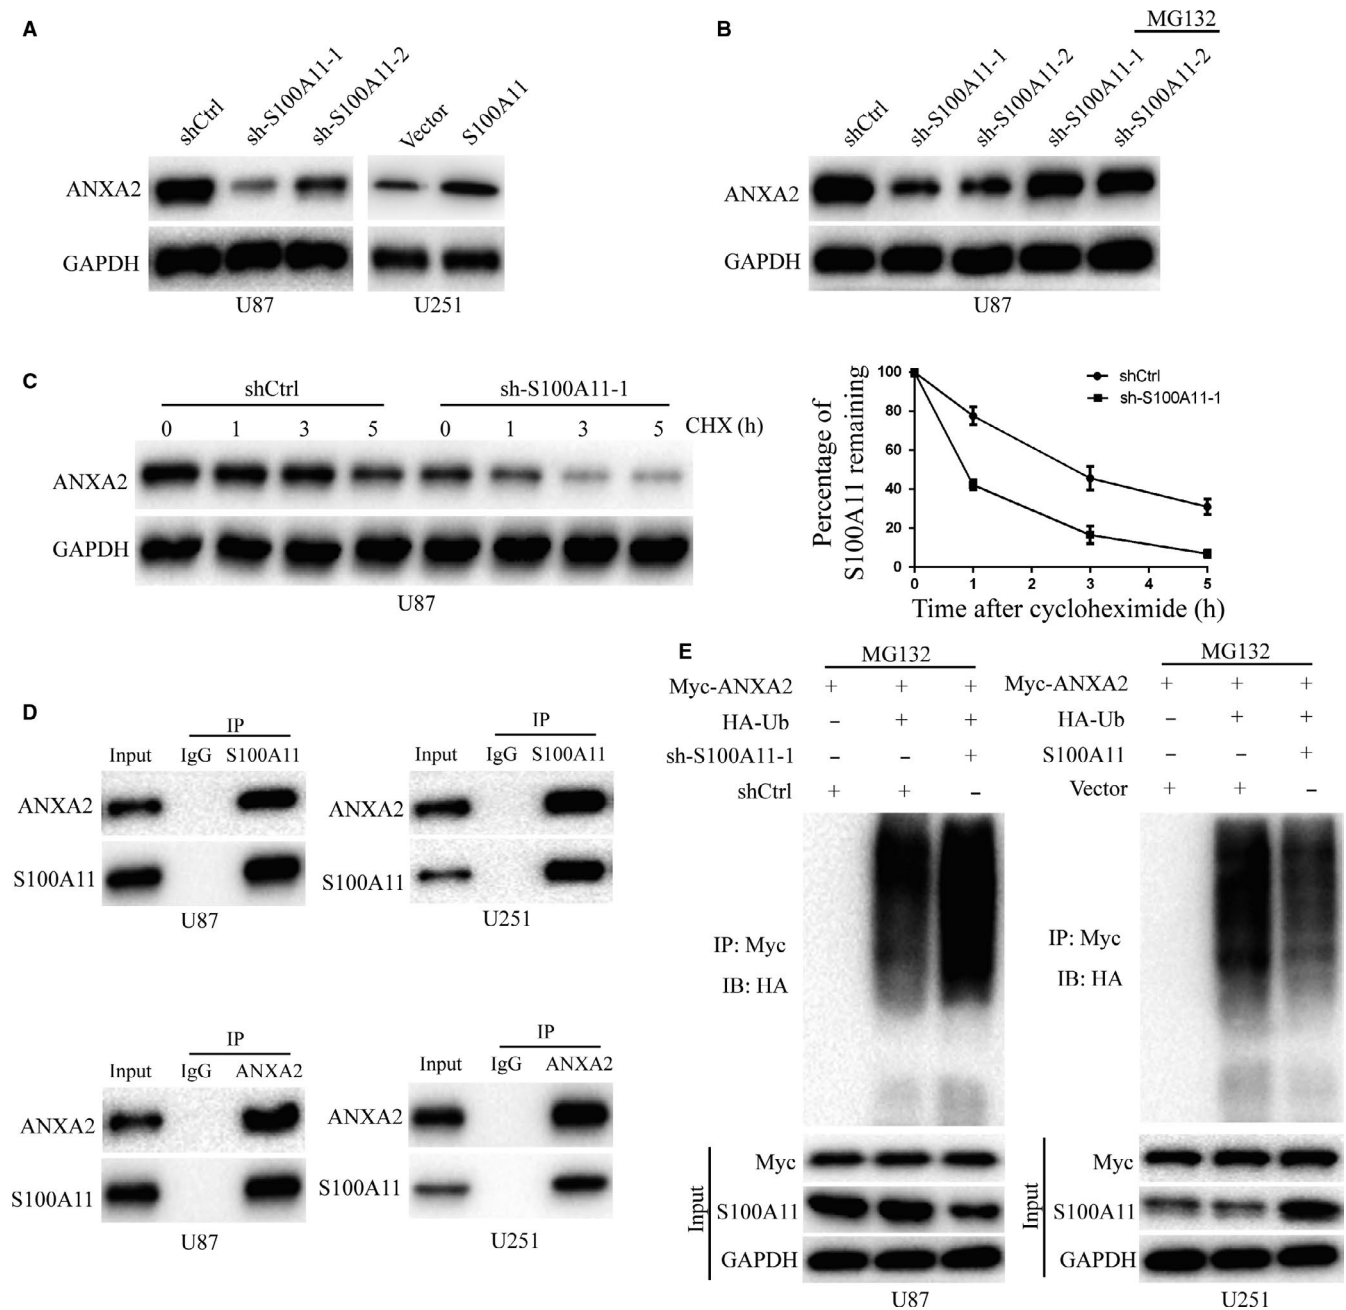 A
shCtrl
sh-S100A11-1
sh-S100A11-2
Vector
S100A11
ANXA2
GAPDH
U87
U251
B
MG132
shCtrl
sh-S100A11-1
sh-S100A11-2
sh-S100A11-1
sh-S100A11-2
ANXA2
GAPDH
U87
C
shCtrl
sh-S100A11-1
0 1 3 5 0 1 3 5 CHX (h)
ANXA2
GAPDH
U87
Percentage of
S100A11 remaining
100
80
60
40
20
0
0 1 2 3 4 5
Time after cycloheximide (h)
shCtrl
sh-S100A11-1
D
IP
Input IgG S100A11
ANXA2
S100A11
U87
IP
Input IgG S100A11
ANXA2
S100A11
U251
IP
Input IgG ANXA2
ANXA2
S100A11
U87
IP
Input IgG ANXA2
ANXA2
S100A11
U251
E
MG132
Myc-ANXA2 + + +
HA-Ub – + +
sh-S100A11-1 – – +
shCtrl + + –
IP: Myc
IB: HA
Input
Myc
S100A11
GAPDH
U87
MG132
Myc-ANXA2 + + +
HA-Ub – + +
S100A11 – – +
Vector + + –
IP: Myc
IB: HA
Input
Myc
S100A11
GAPDH
U251